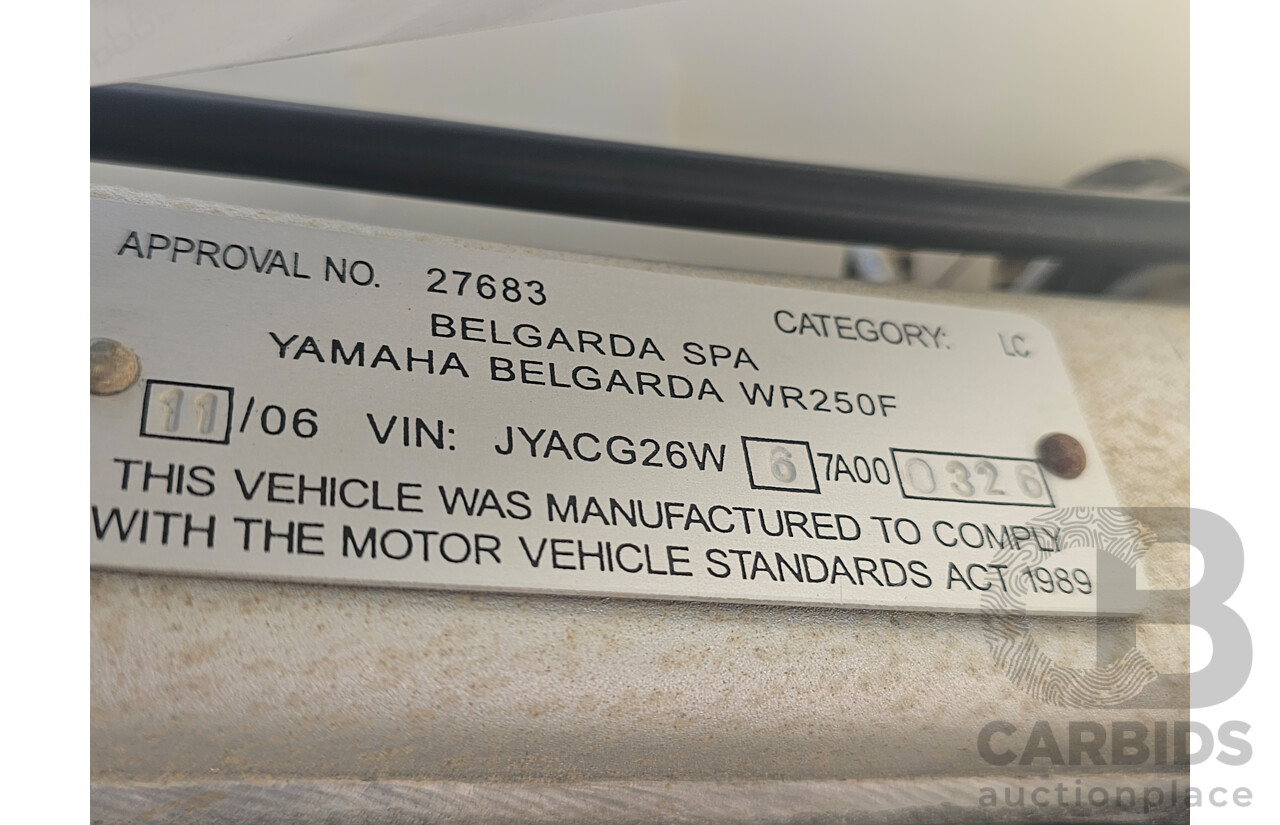 APPROVAL NO. 27683 CATEGORY: LC
BELGARDA SPA
YAMAHA BELGARDA WR250F
11/06 VIN: JYACG26W 6 7A00 0326
THIS VEHICLE WAS MANUFACTURED TO COMPLY
WITH THE MOTOR VEHICLE STANDARDS ACT 1989
CB
CARBIDS
auctionplace